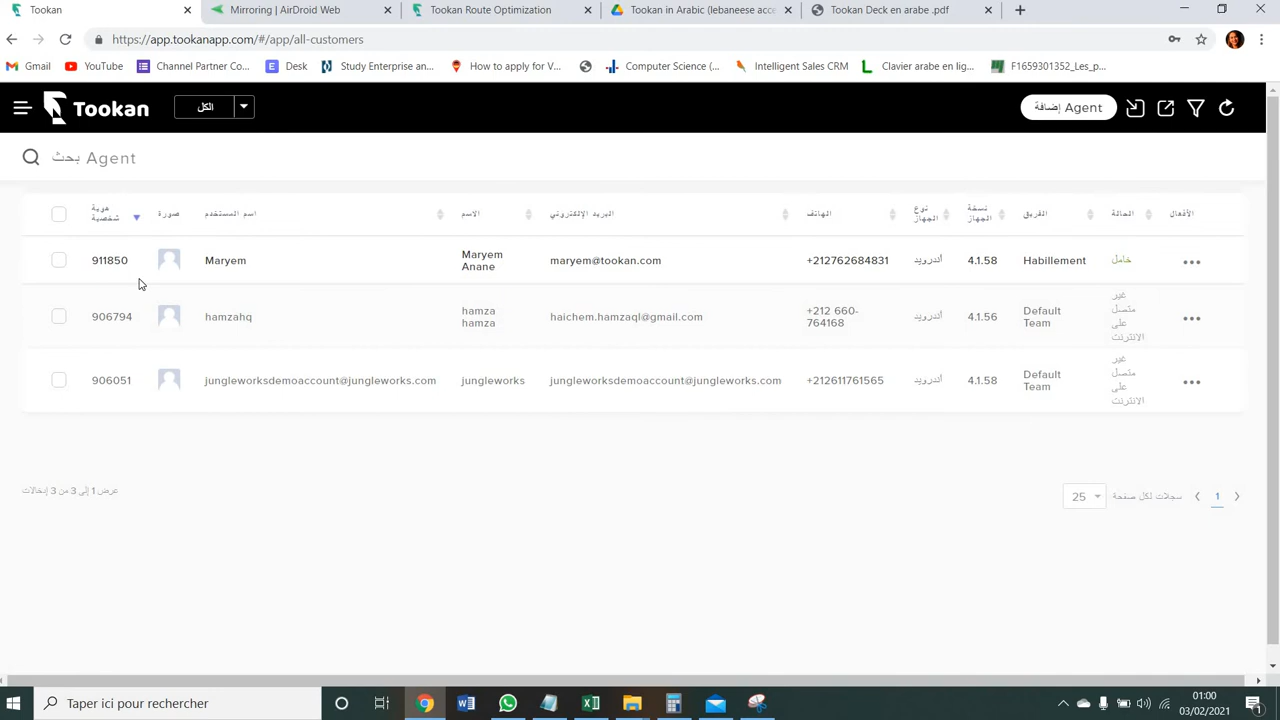 Tookan
Mirroring | AirDroid Web
Tookan Route Optimization
Tookan in Arabic (lebaneese acc
Tookan Deck en arabe .pdf
https://app.tookanapp.com/#/app/all-customers
Gmail
YouTube
Channel Partner Co...
Desk
Study Enterprise an...
How to apply for V...
Computer Science (...
Intelligent Sales CRM
Clavier arabe en lig...
F1659301352_Les_p...
Tookan
الكل
إضافة Agent
بحث Agent
هوية شخصية
صورة
اسم المستخدم
الاسم
البريد الإلكتروني
الهاتف
نوع الجهاز
نسخة الجهاز
الفريق
الحالة
الأفعال
911850
Maryem
Maryem
Anane
maryem@tookan.com
+212762684831
أندرويد
4.1.58
Habillement
خامل
906794
hamzahq
hamza
hamza
haichem.hamzaql@gmail.com
+212 660-
764168
أندرويد
4.1.56
Default
Team
غير
متصل
على
الانترنت
906051
jungleworksdemoaccount@jungleworks.com
jungleworks
jungleworksdemoaccount@jungleworks.com
+212611761565
أندرويد
4.1.58
Default
Team
غير
متصل
على
الانترنت
عرض 1 إلى 3 من 3 إدخالات
25
سجلات لكل صفحة
1
Taper ici pour rechercher
01:00
03/02/2021
1